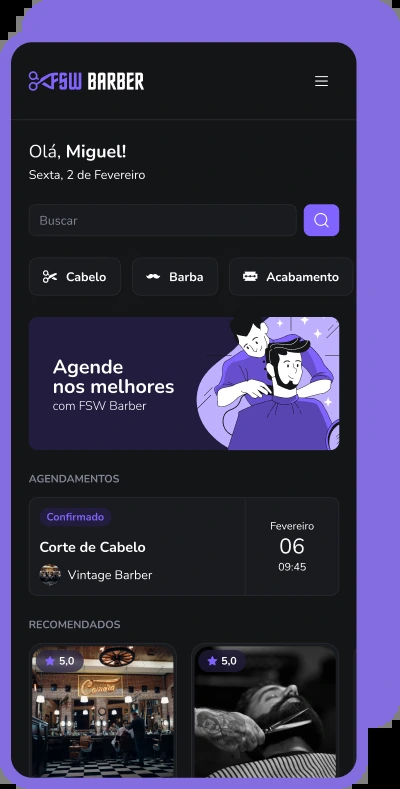 FSW BARBER
Olá, Miguel!
Sexta, 2 de Fevereiro
Buscar
Cabelo
Barba
Acabamento
Agende
nos melhores
com FSW Barber
AGENDAMENTOS
Confirmado
Corte de Cabelo
Vintage Barber
Fevereiro
06
09:45
RECOMENDADOS
5,0
5,0